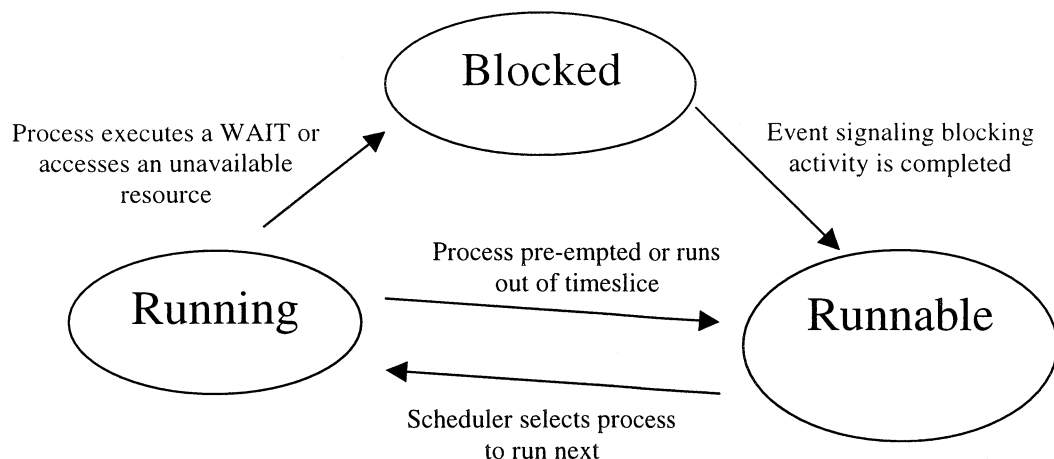 Blocked
Process executes a WAIT or
accesses an unavailable
resource
Event signaling blocking
activity is completed
Process pre-empted or runs
out of timeslice
Running
Runnable
Scheduler selects process
to run next